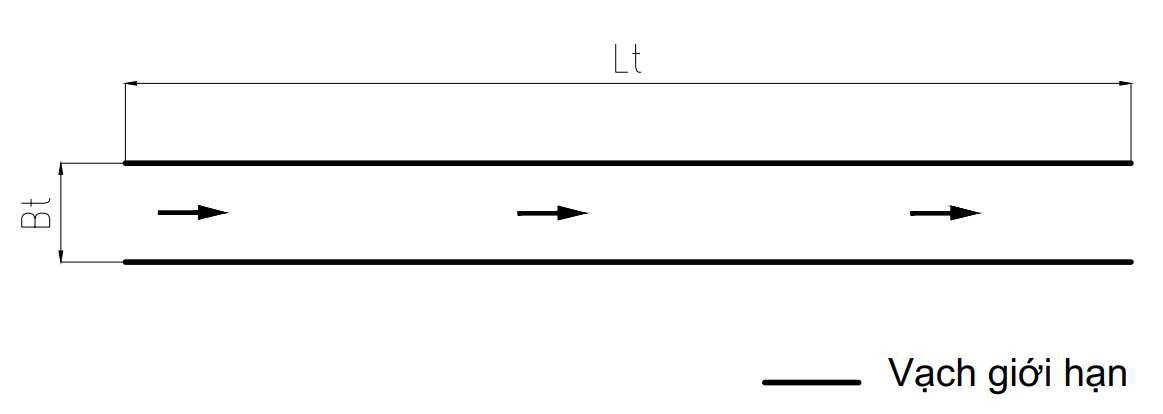 Lt
Bt
Vạch giới hạn